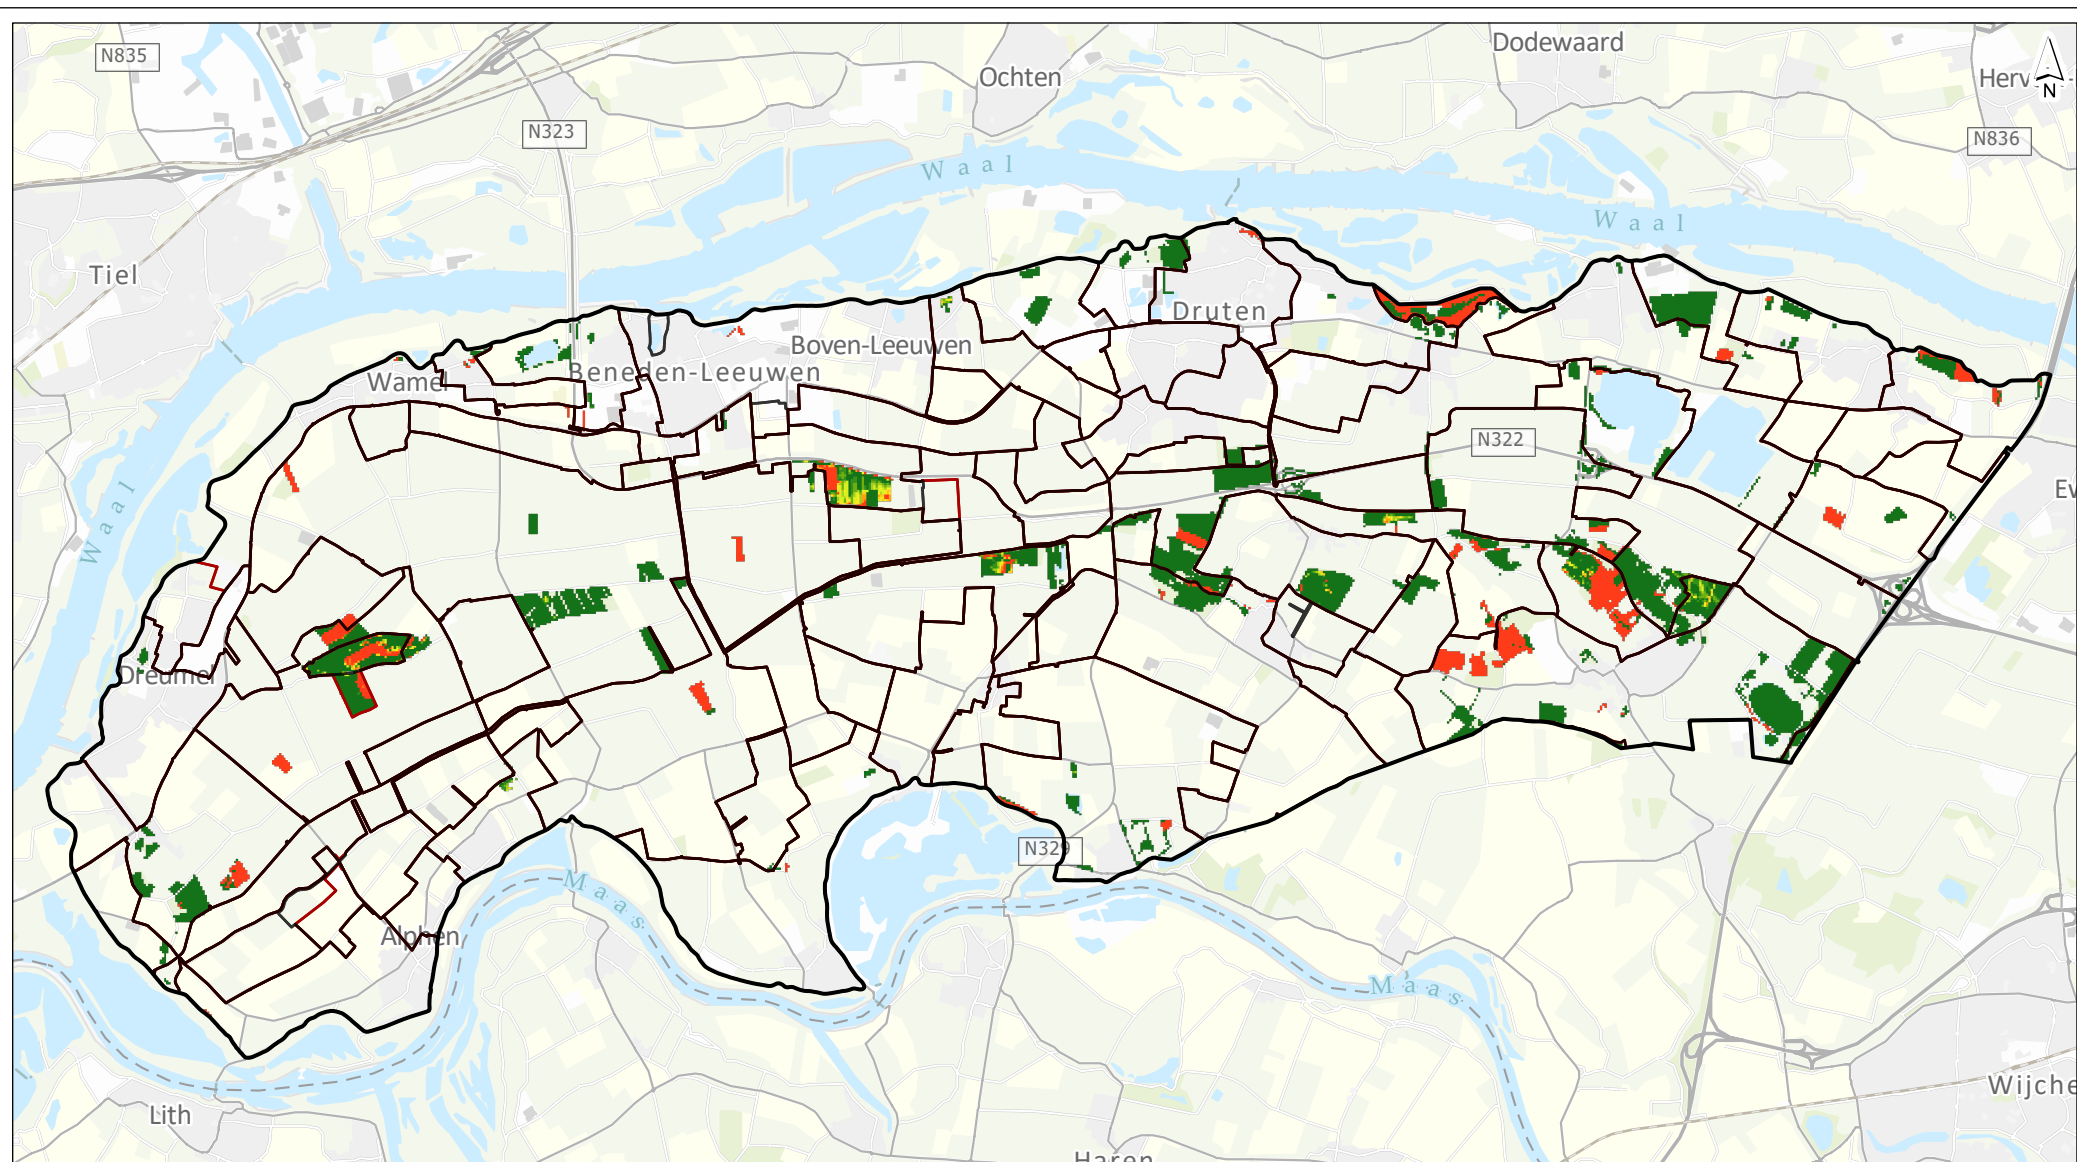 N835
Ochten
Dodewaard
N323
N836
N
Waal
Waal
Tiel
Druten
Boven-Leeuwen
Beneden-Leeuwen
Wamel
N322
Waal
Dreumel
N329
Maas
Alphen
Maas
Lith
Haren